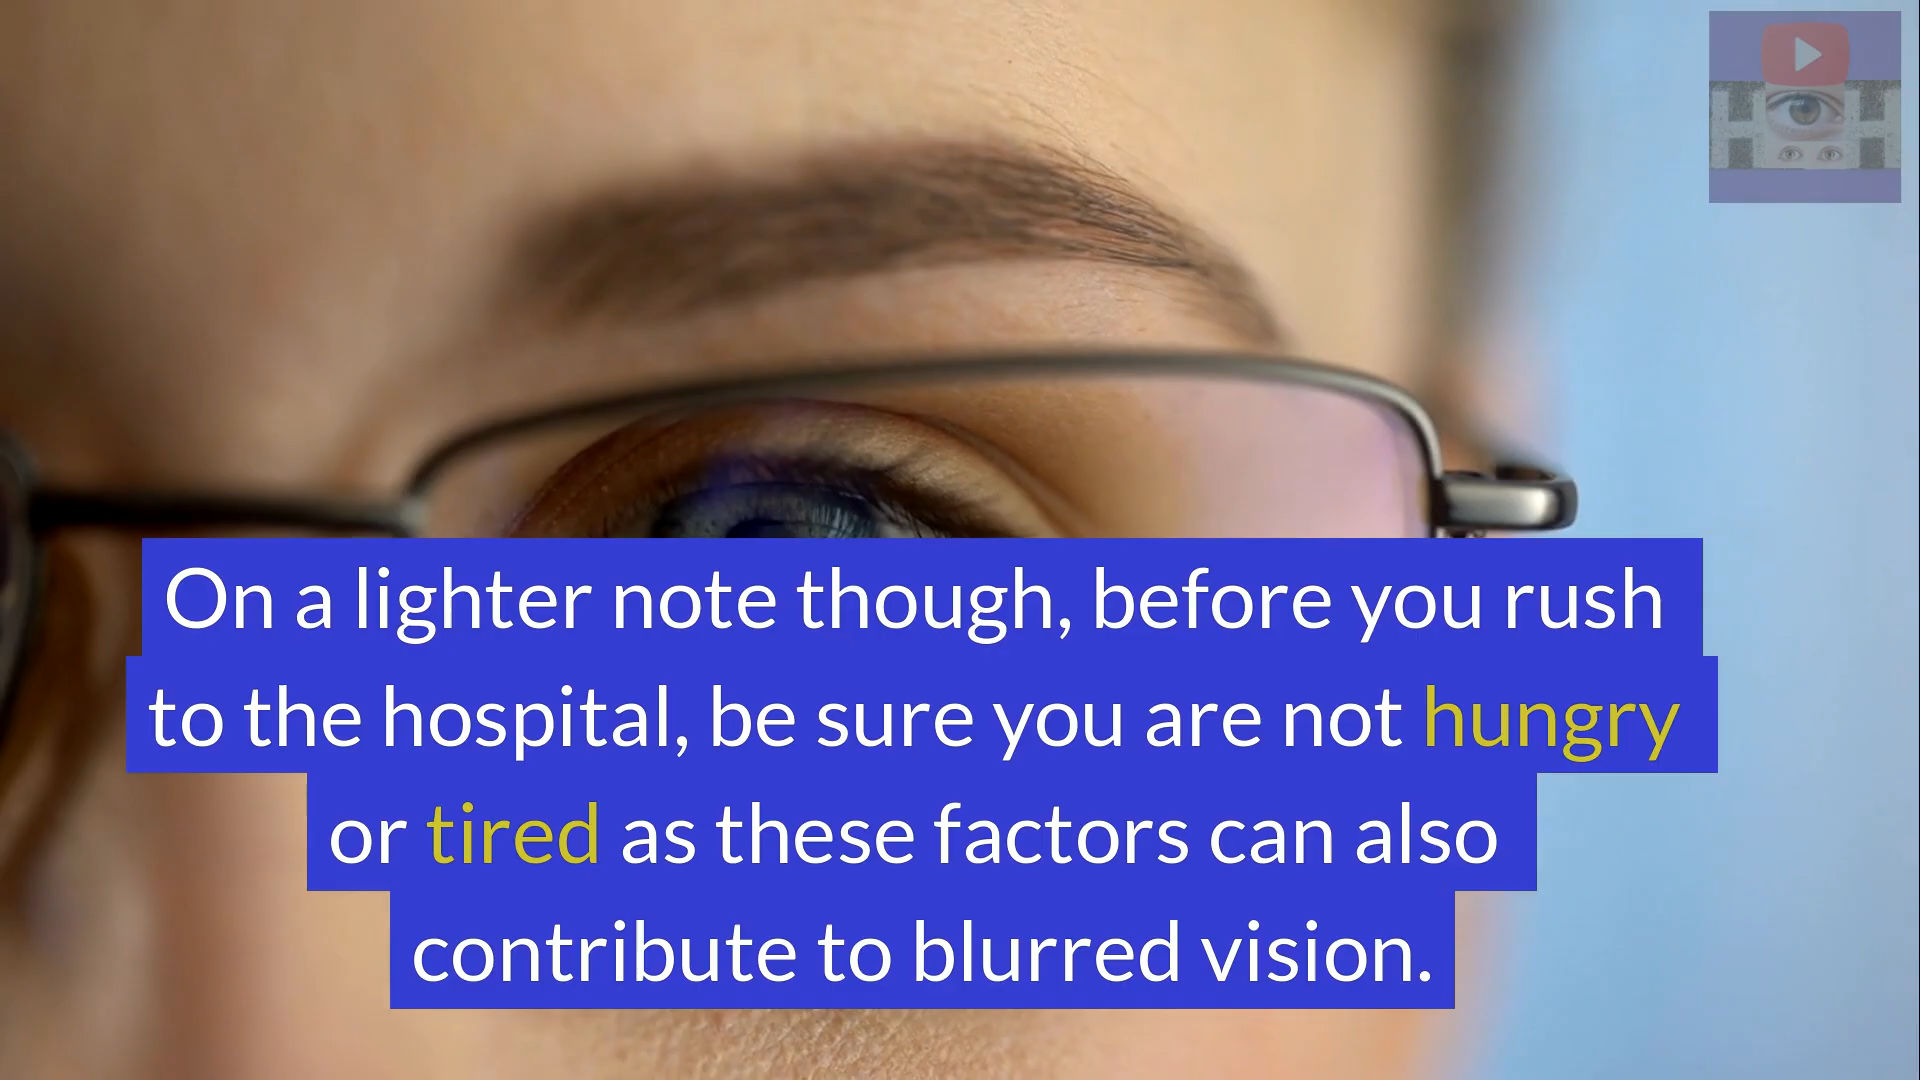 On a lighter note though, before you rush
to the hospital, be sure you are not hungry
or tired as these factors can also
contribute to blurred vision.